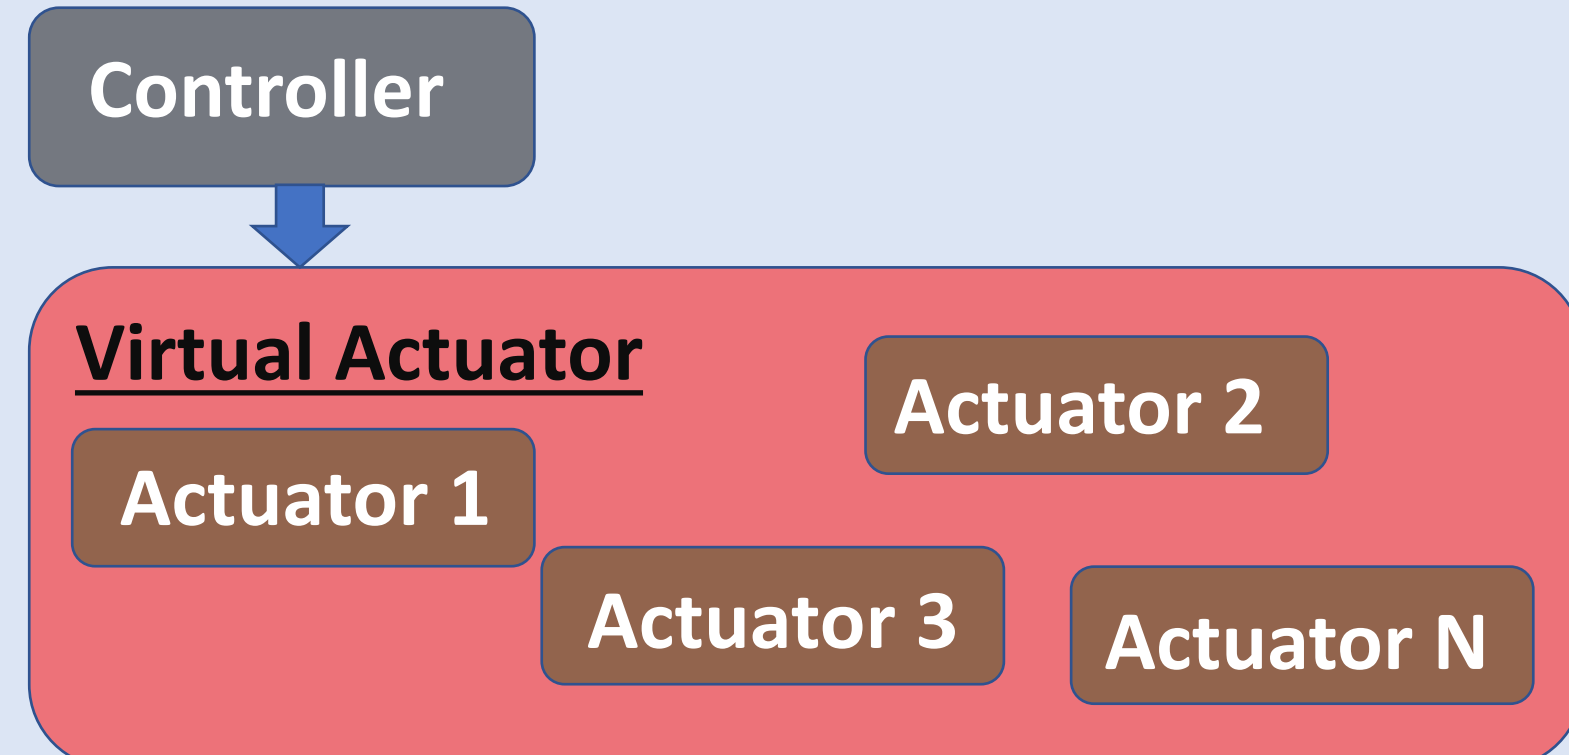 Controller
Virtual Actuator
Actuator 2
Actuator 1
Actuator 3
Actuator N